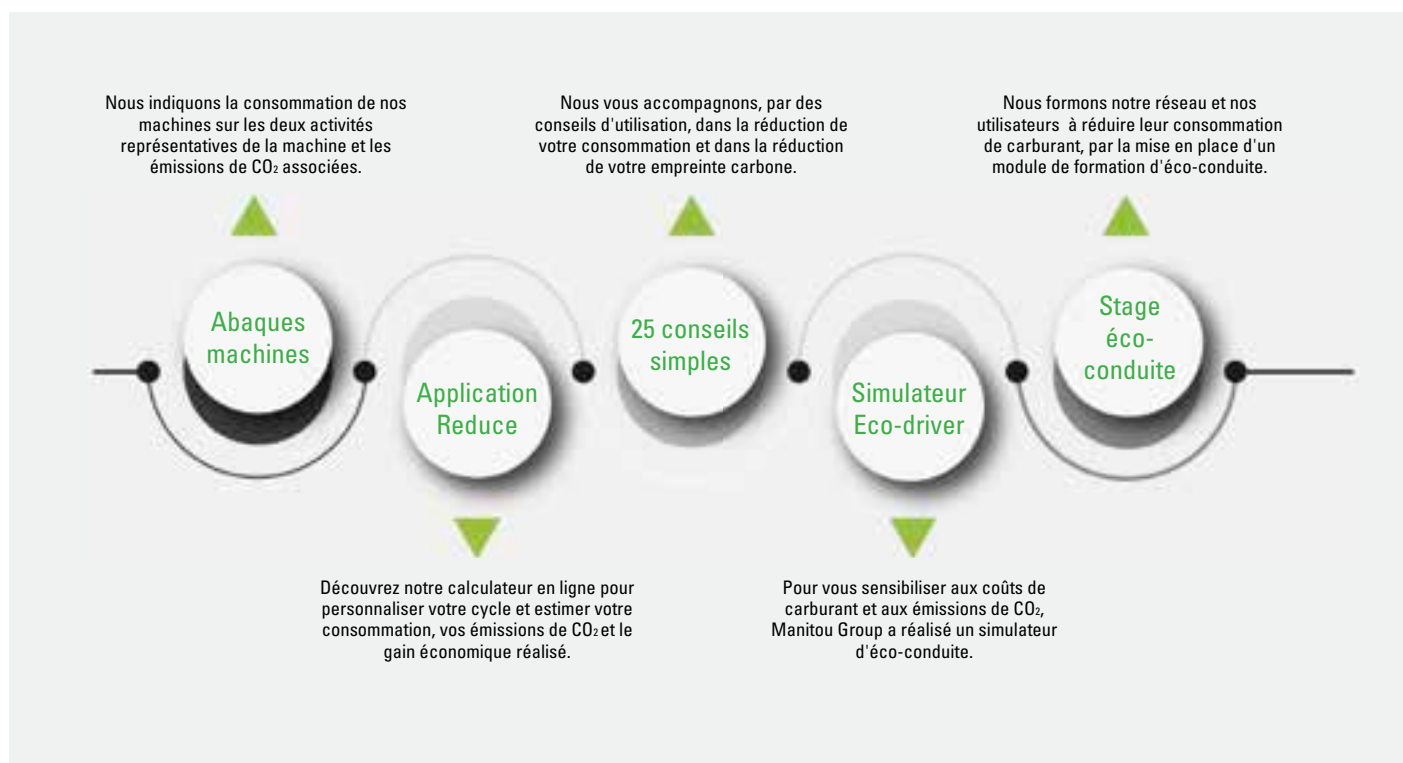 Nous indiquons la consommation de nos
machines sur les deux activités
représentatives de la machine et les
émissions de CO₂ associées.
Nous vous accompagnons, par des
conseils d'utilisation, dans la réduction de
votre consommation et dans la réduction
de votre empreinte carbone.
Nous formons notre réseau et nos
utilisateurs à réduire leur consommation
de carburant, par la mise en place d'un
module de formation d'éco-conduite.
Abaques
machines
Application
Reduce
25 conseils
simples
Simulateur
Eco-driver
Stage
éco-
conduite
Découvrez notre calculateur en ligne pour
personnaliser votre cycle et estimer votre
consommation, vos émissions de CO₂ et le
gain économique réalisé.
Pour vous sensibiliser aux coûts de
carburant et aux émissions de CO₂,
Manitou Group a réalisé un simulateur
d'éco-conduite.